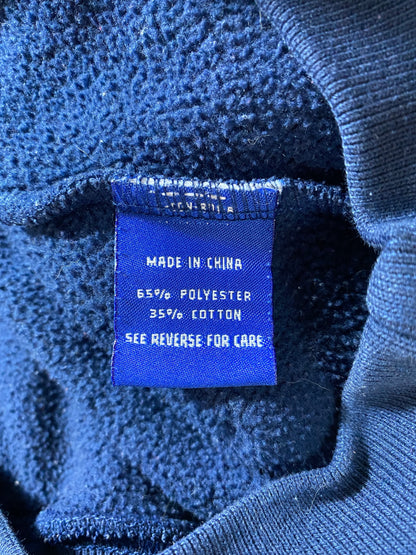 MADE IN CHINA
65% POLYESTER
35% COTTON
SEE REVERSE FOR CARE